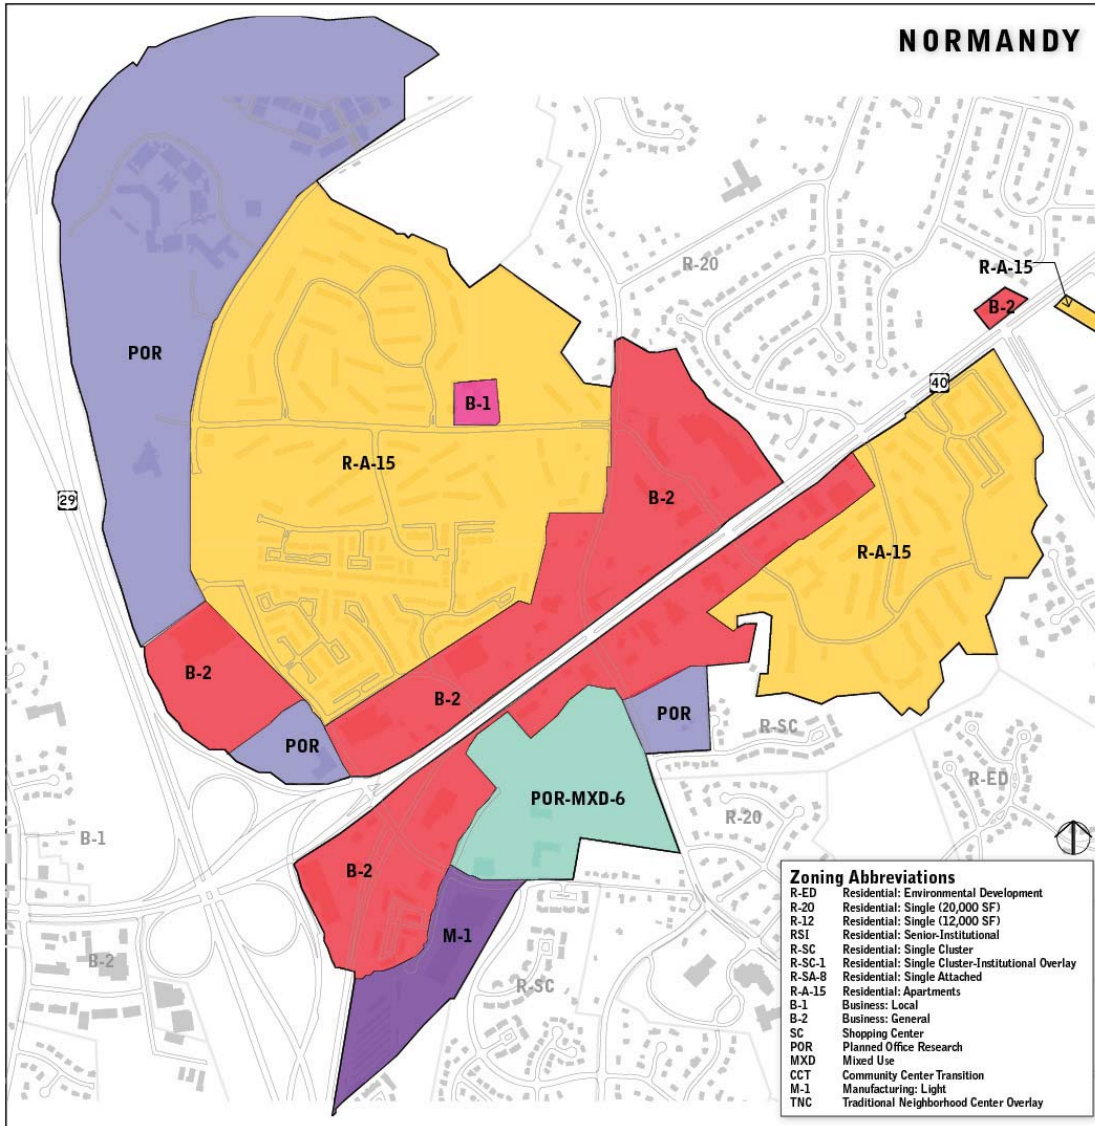 NORMANDY
R-20
R-A-15
B-2
POR
40
B-1
R-A-15
29
B-2
R-A-15
B-2
B-2
POR
POR
R-SC
R-ED
POR-MXD-6
R-20
B-1
B-2
M-1
B-2
R-SC
Zoning Abbreviations
R-ED Residential: Environmental Development
R-20 Residential: Single (20,000 SF)
R-12 Residential: Single (12,000 SF)
RSI Residential: Senior-Institutional
R-SC Residential: Single Cluster
R-SC-1 Residential: Single Cluster-Institutional Overlay
R-SA-8 Residential: Single Attached
R-A-15 Residential: Apartments
B-1 Business: Local
B-2 Business: General
SC Shopping Center
POR Planned Office Research
MXD Mixed Use
CCT Community Center Transition
M-1 Manufacturing: Light
TNC Traditional Neighborhood Center Overlay